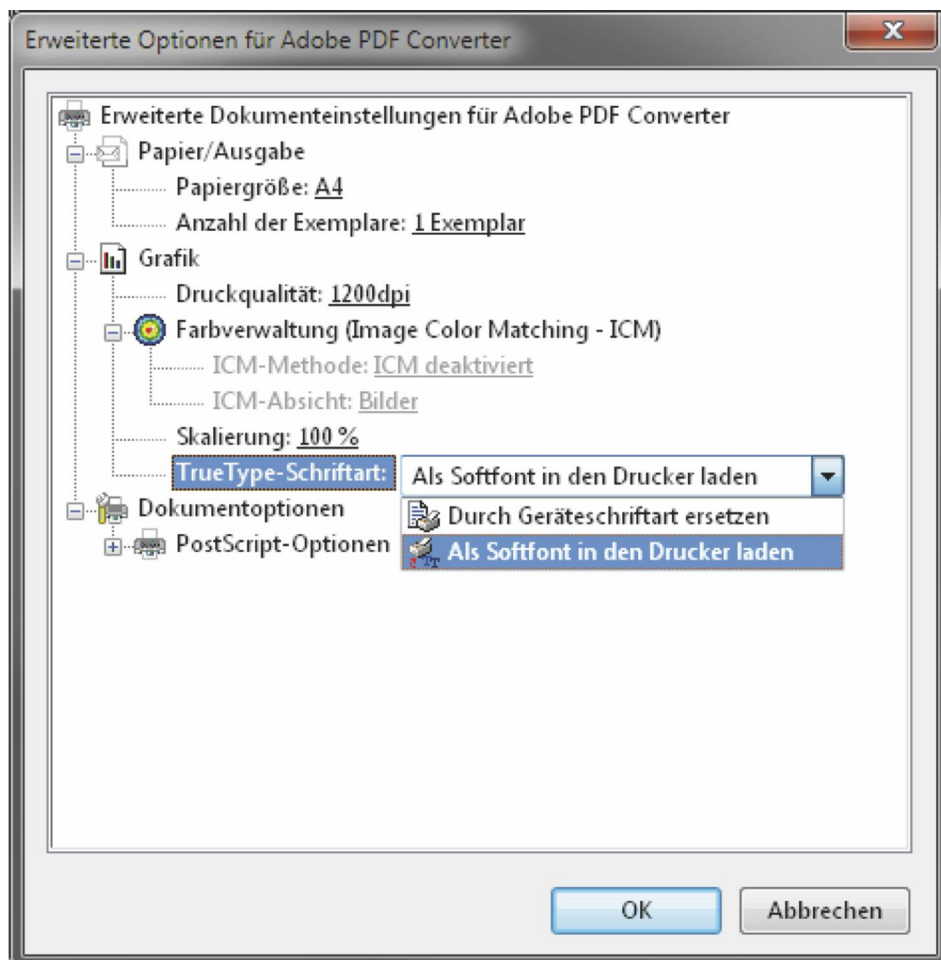 Erweiterte Optionen für Adobe PDF Converter
Erweiterte Dokumenteinstellungen für Adobe PDF Converter
Papier/Ausgabe
Papiergröße: A4
Anzahl der Exemplare: 1 Exemplar
Grafik
Druckqualität: 1200dpi
Farbverwaltung (Image Color Matching - ICM)
ICM-Methode: ICM deaktiviert
ICM-Absicht: Bilder
Skalierung: 100 %
TrueType-Schriftart: Als Softfont in den Drucker laden
Dokumentoptionen Durch Geräteschriftart ersetzen
PostScript-Optionen Als Softfont in den Drucker laden
OK Abbrechen